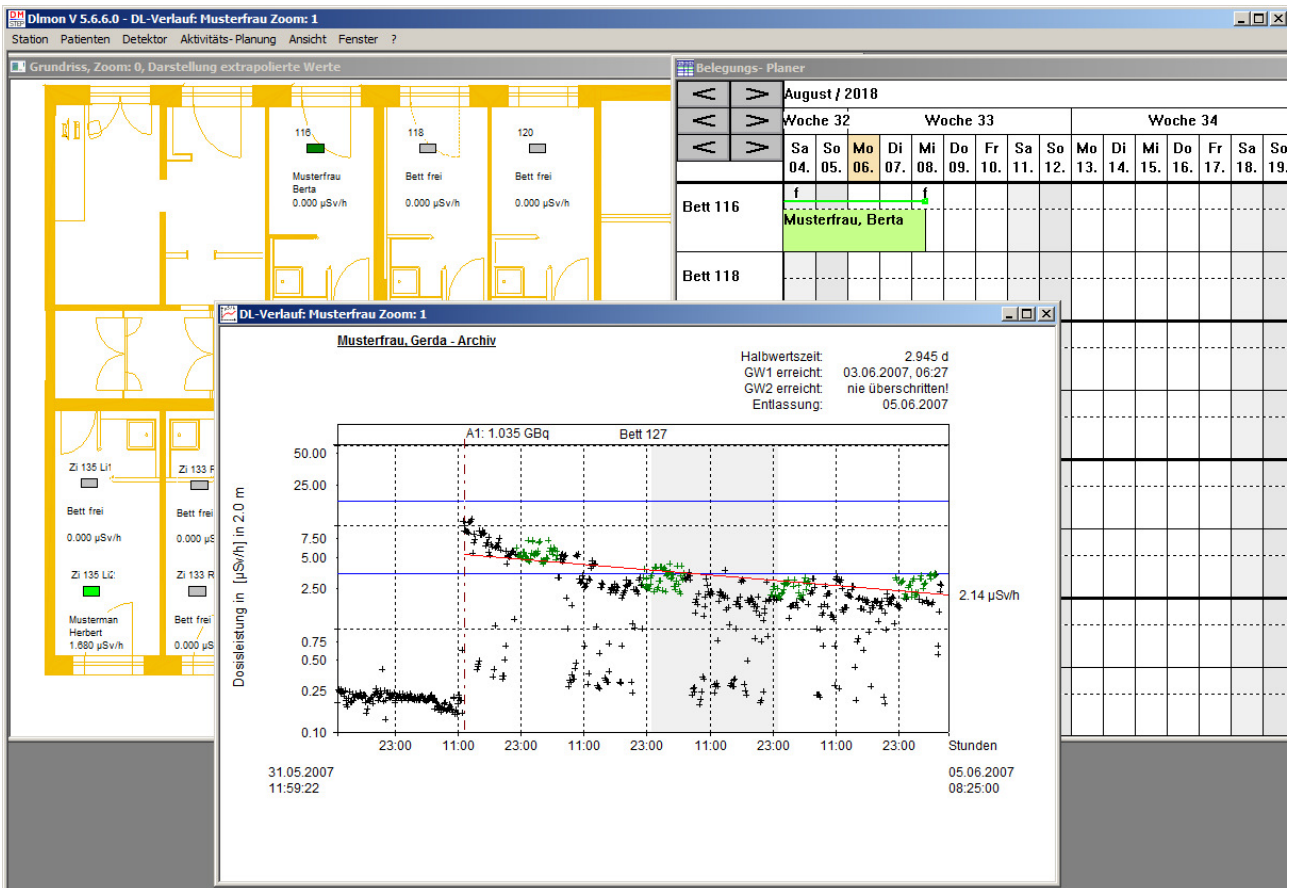 DM STEP DImon V 5.6.6.0 - DL-Verlauf: Musterfrau Zoom: 1
Station Patienten Detektor Aktivitäts-Planung Ansicht Fenster ?
Grundriss, Zoom: 0, Darstellung extrapolierte Werte
116
118
120
Musterfrau
Berta
0.000 µSv/h
Bett frei
0.000 µSv/h
Bett frei
0.000 µSv/h
Zi 135 Li1
Bett frei
0.000 µSv/h
Zi 133 R
Bett frei
0.000 µS
Zi 135 Li2
Musterman
Herbert
1.680 µSv/h
Zi 133 R
Bett frei
0.000 µS
Belegungs- Planer
< > August / 2018
< > Woche 32 Woche 33 Woche 34
< > Sa So Mo Di Mi Do Fr Sa So Mo Di Mi Do Fr Sa So
04. 05. 06. 07. 08. 09. 10. 11. 12. 13. 14. 15. 16. 17. 18. 19.
f f
Bett 116
Musterfrau, Berta
Bett 118
DL-Verlauf: Musterfrau Zoom: 1
Musterfrau, Gerda - Archiv
Halbwertszeit: 2.945 d
GW1 erreicht: 03.06.2007, 06:27
GW2 erreicht: nie überschritten!
Entlassung: 05.06.2007
A1: 1.035 GBq Bett 127
Dosisleistung in [µSv/h] in 2.0 m
50.00
25.00
7.50
5.00
2.50
0.75
0.50
0.25
0.10
2.14 µSv/h
23:00 11:00 23:00 11:00 23:00 11:00 23:00 11:00 23:00 Stunden
31.05.2007
11:59:22
05.06.2007
08:25:00